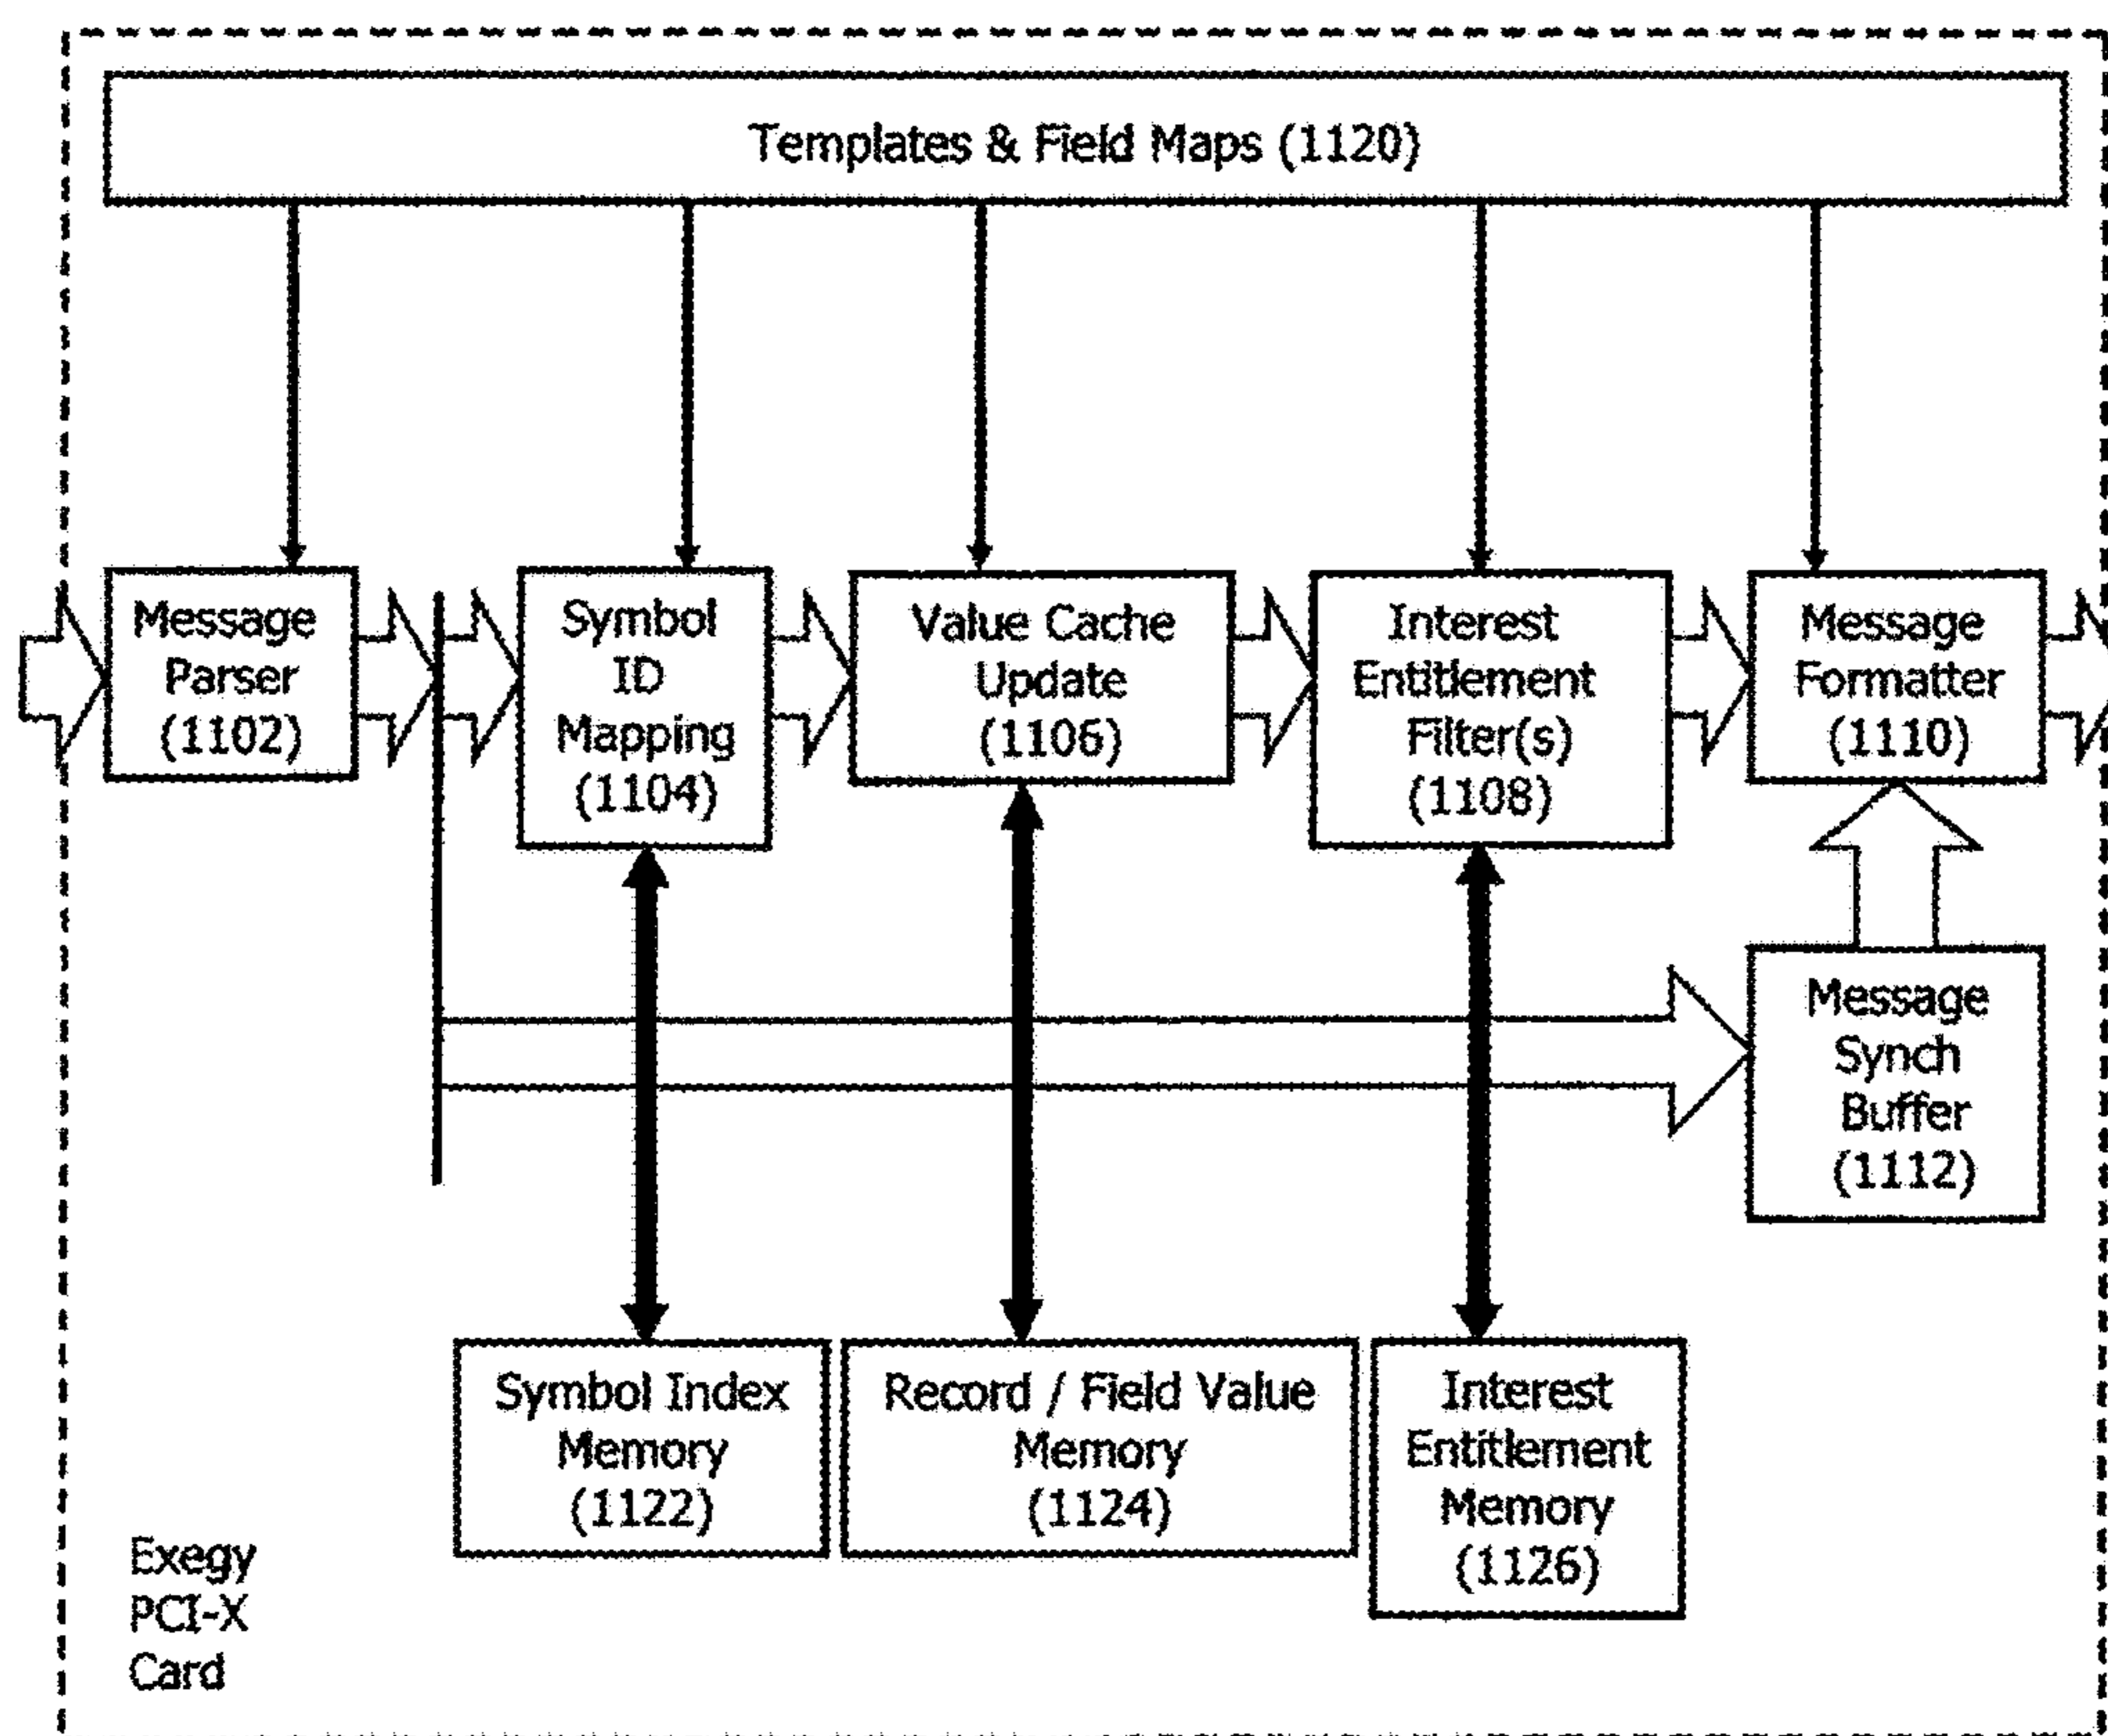 Templates & Field Maps (1120)
Message
Parser
(1102)
Symbol
ID
Mapping
(1104)
Value Cache
Update
(1106)
Interest
Entitlement
Filter(s)
(1108)
Message
Formatter
(1110)
Message
Synch
Buffer
(1112)
Symbol Index
Memory
(1122)
Record / Field Value
Memory
(1124)
Interest
Entitlement
Memory
(1126)
Exegy
PCI-X
Card